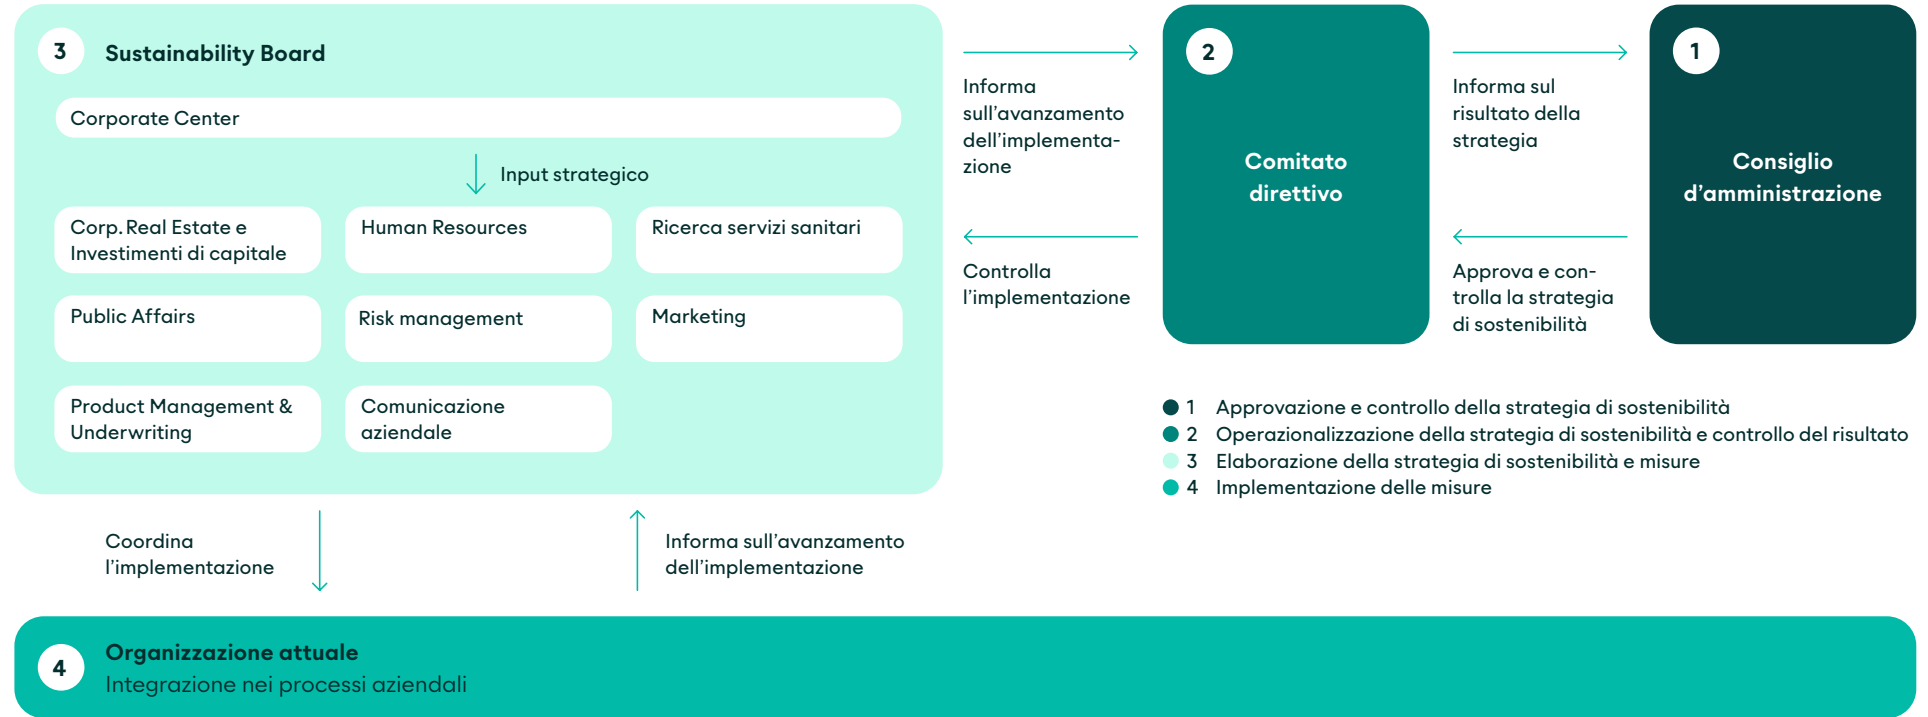 3 Sustainability Board
Corporate Center
Input strategico
Corp. Real Estate e
Investimenti di capitale
Human Resources
Ricerca servizi sanitari
Public Affairs
Risk management
Marketing
Product Management &
Underwriting
Comunicazione
aziendale
Informa
sull’avanzamento
dell’implementa-
zione
Controlla
l’implementazione
2
Comitato
direttivo
Informa sul
risultato della
strategia
Approva e con-
trolla la strategia
di sostenibilità
1
Consiglio
d’amministrazione
1 Approvazione e controllo della strategia di sostenibilità
2 Operazionalizzazione della strategia di sostenibilità e controllo del risultato
3 Elaborazione della strategia di sostenibilità e misure
4 Implementazione delle misure
Coordina
l’implementazione
Informa sull’avanzamento
dell’implementazione
4 Organizzazione attuale
Integrazione nei processi aziendali